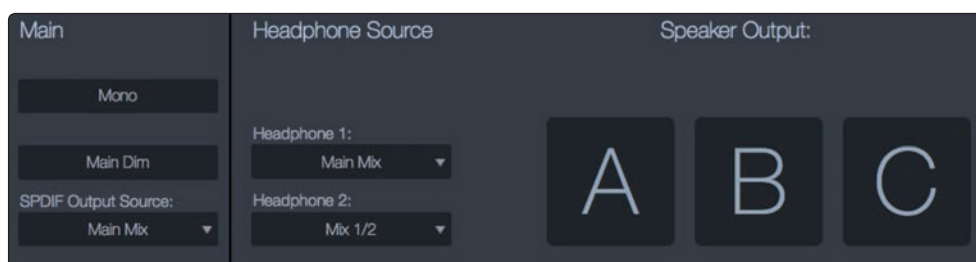 Main
Mono
Main Dim
SPDIF Output Source:
Main Mix
Headphone Source
Headphone 1:
Main Mix
Headphone 2:
Mix 1/2
Speaker Output:
A B C